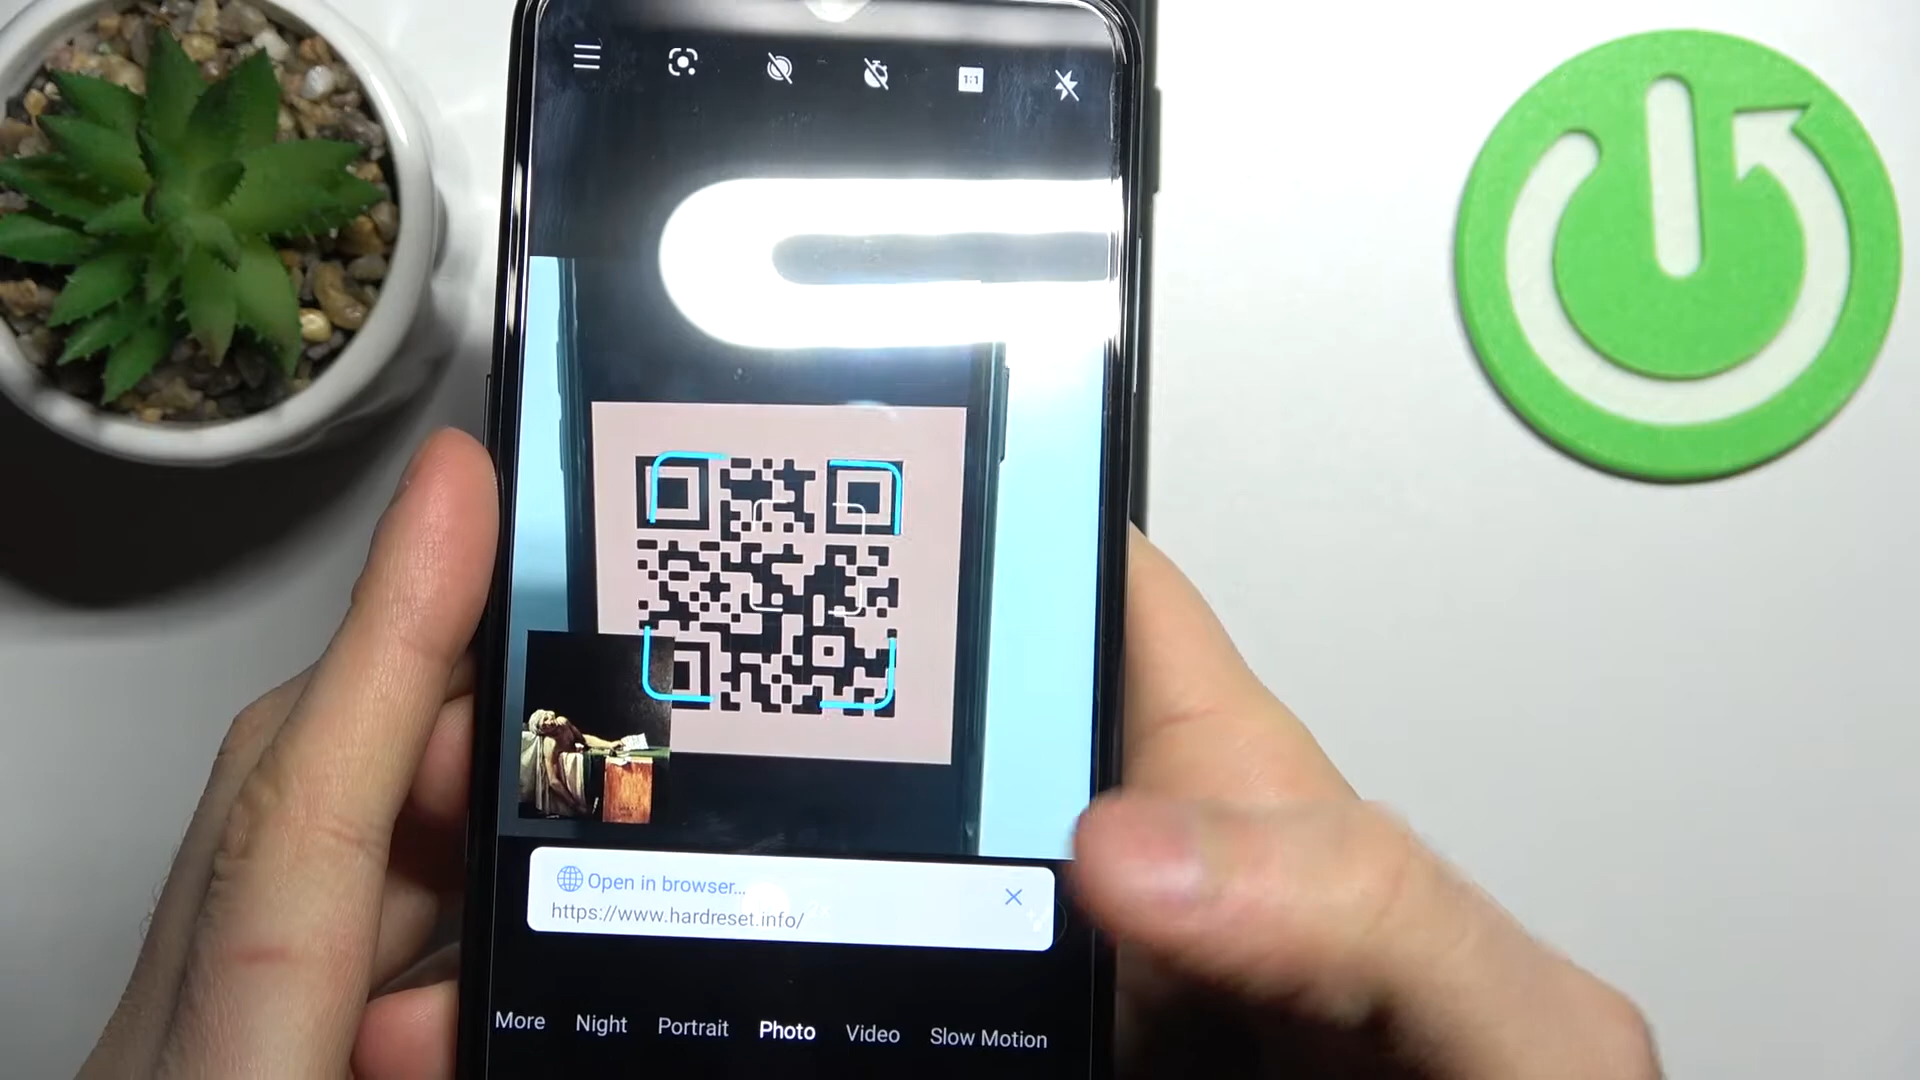 1:1
Open in browser...
https://www.hardreset.info/
More Night Portrait Photo Video Slow Motion